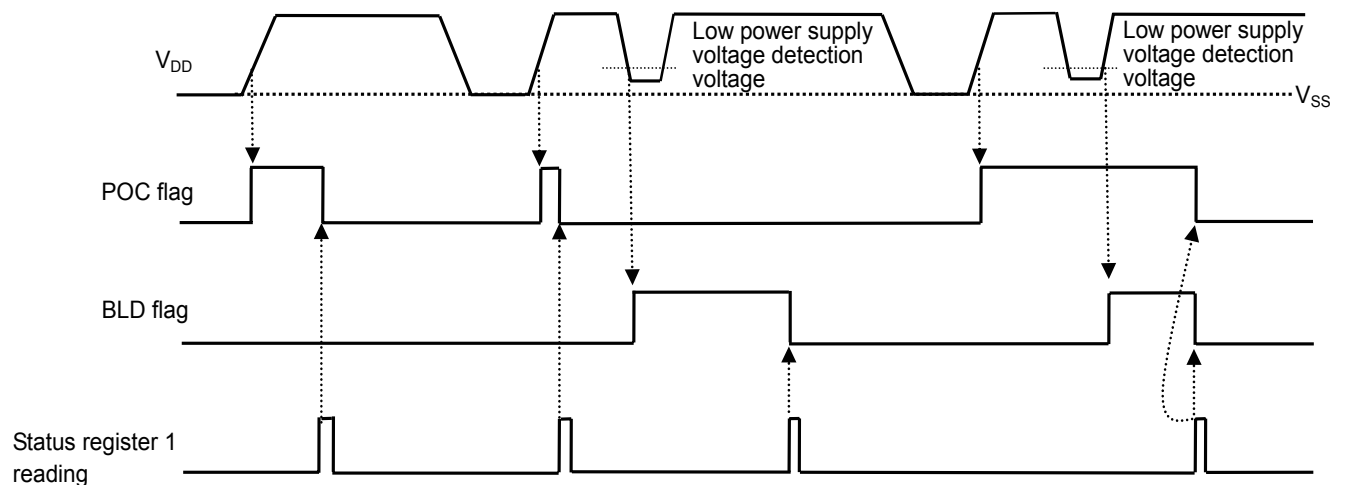 Low power supply
voltage detection
voltage
Low power supply
voltage detection
voltage
VDD
VSS
POC flag
BLD flag
Status register 1
reading